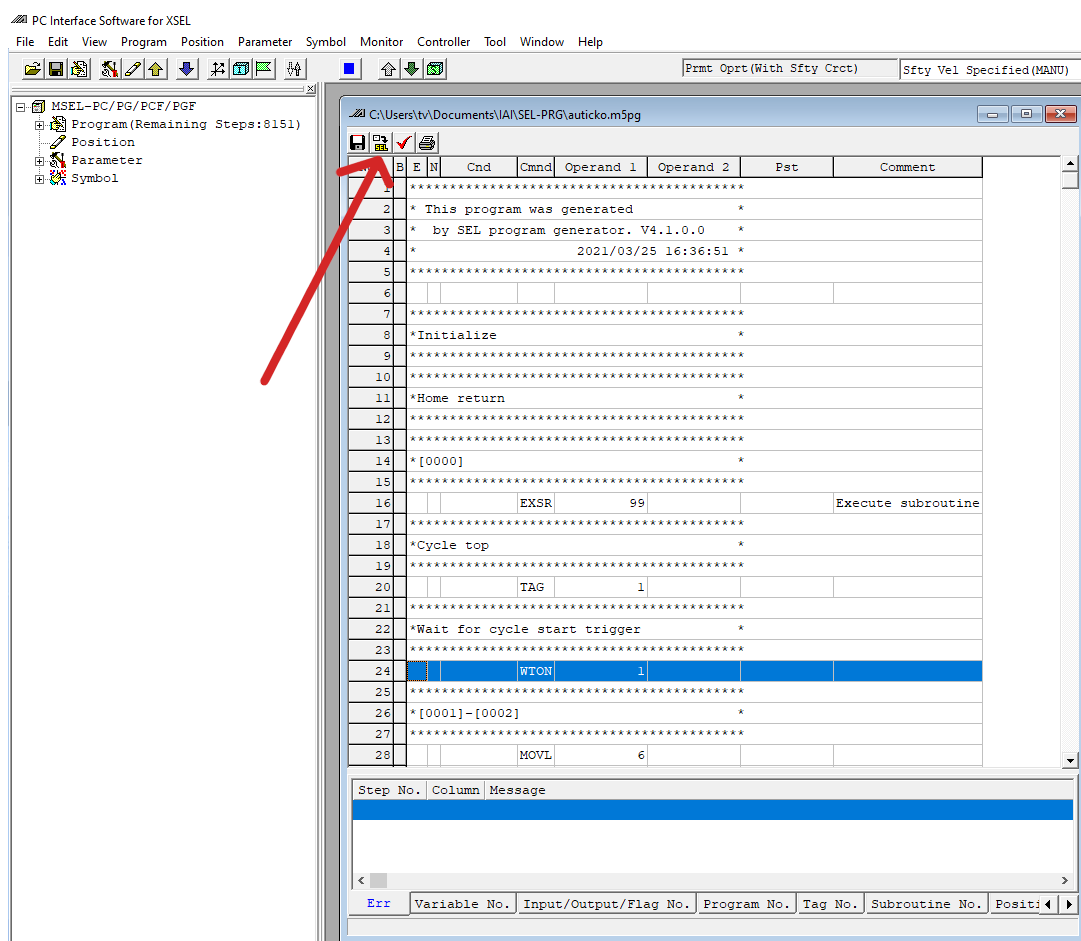 PC Interface Software for XSEL
File Edit View Program Position Parameter Symbol Monitor Controller Tool Window Help
Prmt Oprt(With Sfty Crct) Sfty Vel Specified(MANU)
MSEL-PC/PG/PCF/PGF
Program(Remaining Steps:8151)
Position
Parameter
Symbol
C:\Users\tv\Documents\IAI\SEL-PRG\auticko.m5pg
SEL
B E N Cnd Cmnd Operand 1 Operand 2 Pst Comment
1 ******************************************
2 * This program was generated *
3 * by SEL program generator. V4.1.0.0 *
4 * 2021/03/25 16:36:51 *
5 ******************************************
6
7 ******************************************
8 *Initialize *
9 ******************************************
10 ******************************************
11 *Home return *
12 ******************************************
13 ******************************************
14 *[0000] *
15 ******************************************
16 EXSR 99 Execute subroutine
17 ******************************************
18 *Cycle top *
19 ******************************************
20 TAG 1
21 ******************************************
22 *Wait for cycle start trigger *
23 ******************************************
24 WTON 1
25 ******************************************
26 *[0001]-[0002] *
27 ******************************************
28 MOVL 6
Step No. Column Message
Err Variable No. Input/Output/Flag No. Program No. Tag No. Subroutine No. Positi